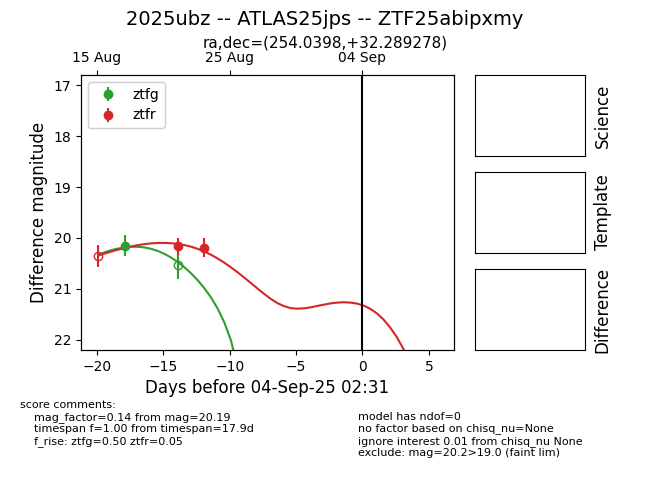 2025ubz -- ATLAS25jps -- ZTF25abipxmy
ra,dec=(254.0398,+32.289278)
15 Aug 25 Aug 04 Sep
ztfg
ztfr
17
18
19
20
21
22
Difference magnitude
−20 −15 −10 −5 0 5
Days before 04-Sep-25 02:31
Science
Template
Difference
score comments:
mag_factor=0.14 from mag=20.19
timespan f=1.00 from timespan=17.9d
f_rise: ztfg=0.50 ztfr=0.05
model has ndof=0
no factor based on chisq_nu=None
ignore interest 0.01 from chisq_nu None
exclude: mag=20.2>19.0 (faint lim)